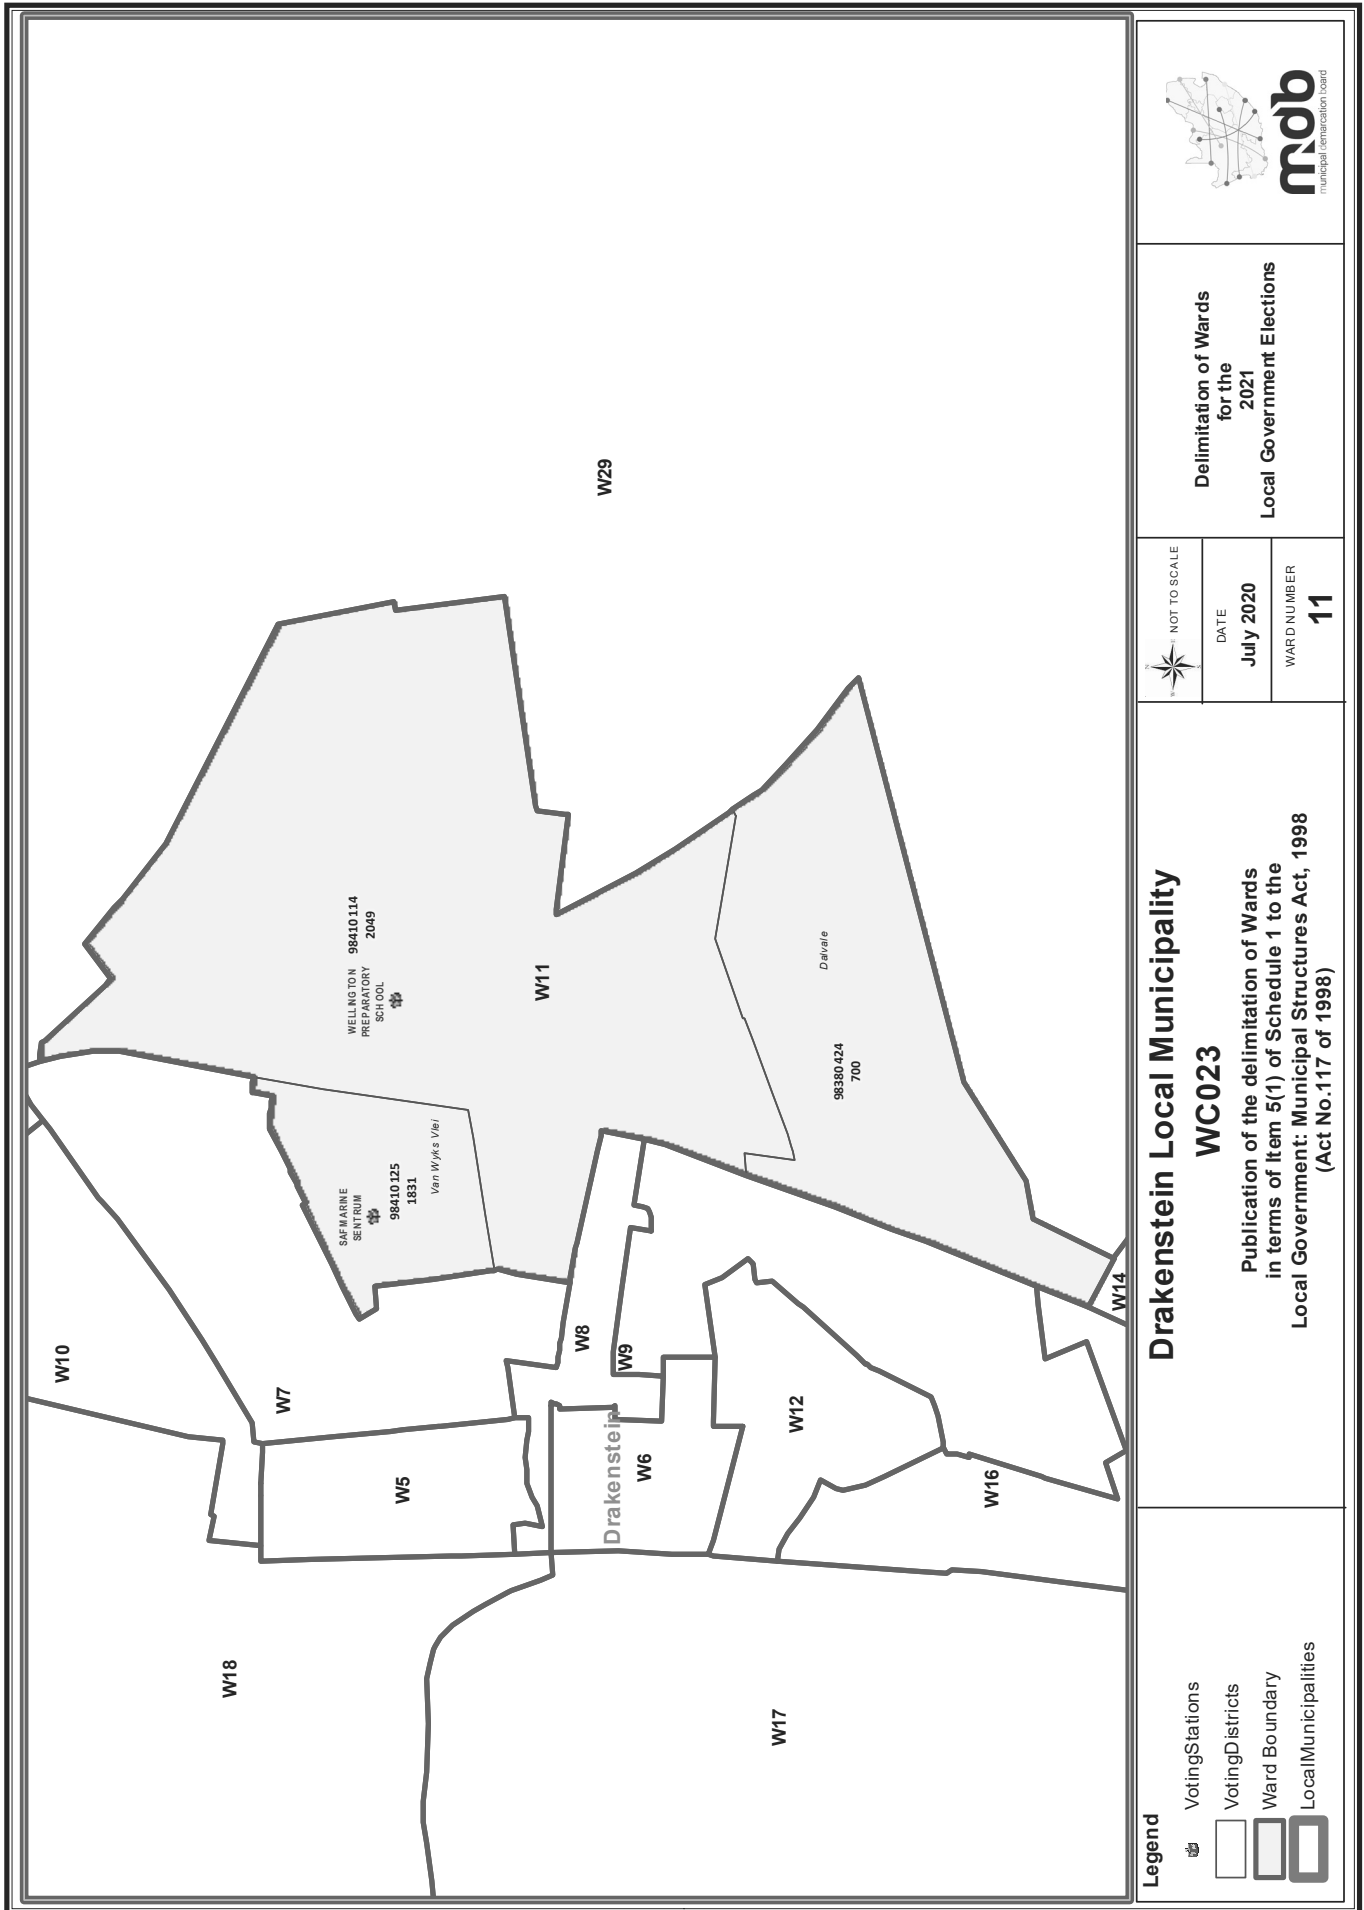 W10
W18
W7
W5
SAFMARINE
SENTRUM
98410125
1831
Van Wyks Vlei
WELLINGTON
PREPARATORY
SCHOOL
98410114
2049
W11
W29
W8
W9
Drakenstein
W6
W12
W17
W16
Dalvale
98380424
700
W14
Legend
VotingStations
VotingDistricts
Ward Boundary
LocalMunicipalities
Drakenstein Local Municipality
WC023
Publication of the delimitation of Wards
in terms of Item 5(1) of Schedule 1 to the
Local Government: Municipal Structures Act, 1998
(Act No.117 of 1998)
N
W
E
S
NOT TO SCALE
DATE
July 2020
WARD NUMBER
11
Delimitation of Wards
for the
2021
Local Government Elections
mdb
municipal demarcation board